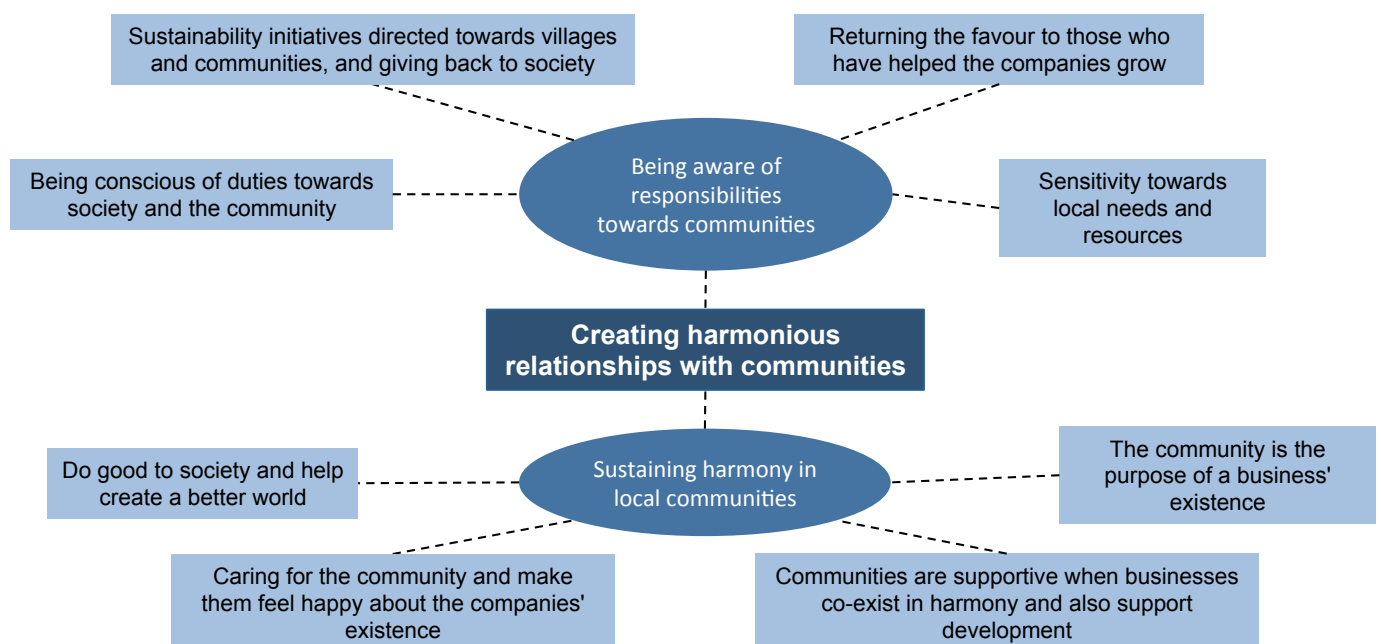 Sustainability initiatives directed towards villages
and communities, and giving back to society
Returning the favour to those who
have helped the companies grow
Being conscious of duties towards
society and the community
Being aware of
responsibilities
towards communities
Sensitivity towards
local needs and
resources
Creating harmonious
relationships with communities
Do good to society and help
create a better world
Sustaining harmony in
local communities
The community is the
purpose of a business'
existence
Caring for the community and make
them feel happy about the companies'
existence
Communities are supportive when businesses
co-exist in harmony and also support
development